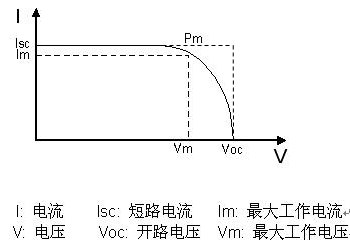 I
Isc
Im
Pm
Vm
Voc
V
I: 电流 Isc: 短路电流 Im: 最大工作电流
V: 电压 Voc: 开路电压 Vm: 最大工作电压